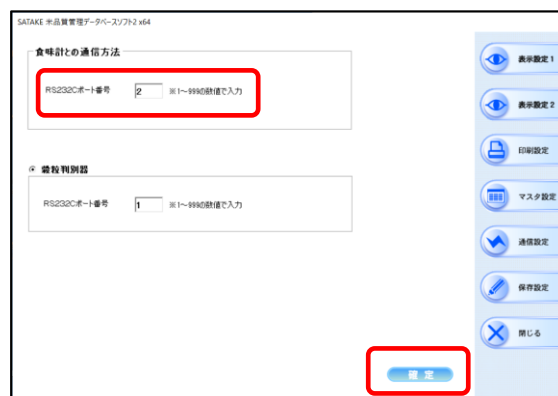 SATAKE 米品質管理データベースソフト2 x64
食味計との通信方法
RS232Cポート番号 2 ※1～999の数値で入力
穀粒判別器
RS232Cポート番号 1 ※1～999の数値で入力
確定
表示設定1
表示設定2
印刷設定
マスタ設定
通信設定
保存設定
閉じる